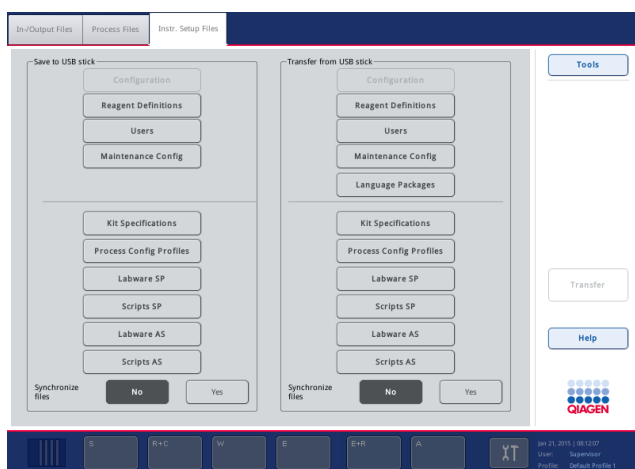 In-/Output Files
Process Files
Instr. Setup Files
Save to USB stick
Configuration
Reagent Definitions
Users
Maintenance Config
Kit Specifications
Process Config Profiles
Labware SP
Scripts SP
Labware AS
Scripts AS
Synchronize
files
No
Yes
Transfer from USB stick
Configuration
Reagent Definitions
Users
Maintenance Config
Language Packages
Kit Specifications
Process Config Profiles
Labware SP
Scripts SP
Labware AS
Scripts AS
Synchronize
files
No
Yes
Tools
Transfer
Help
QIAGEN
S
R+C
W
E
E+R
A
Jan 21, 2015 | 08:12:07
User: Supervisor
Profile: Default Profile 1